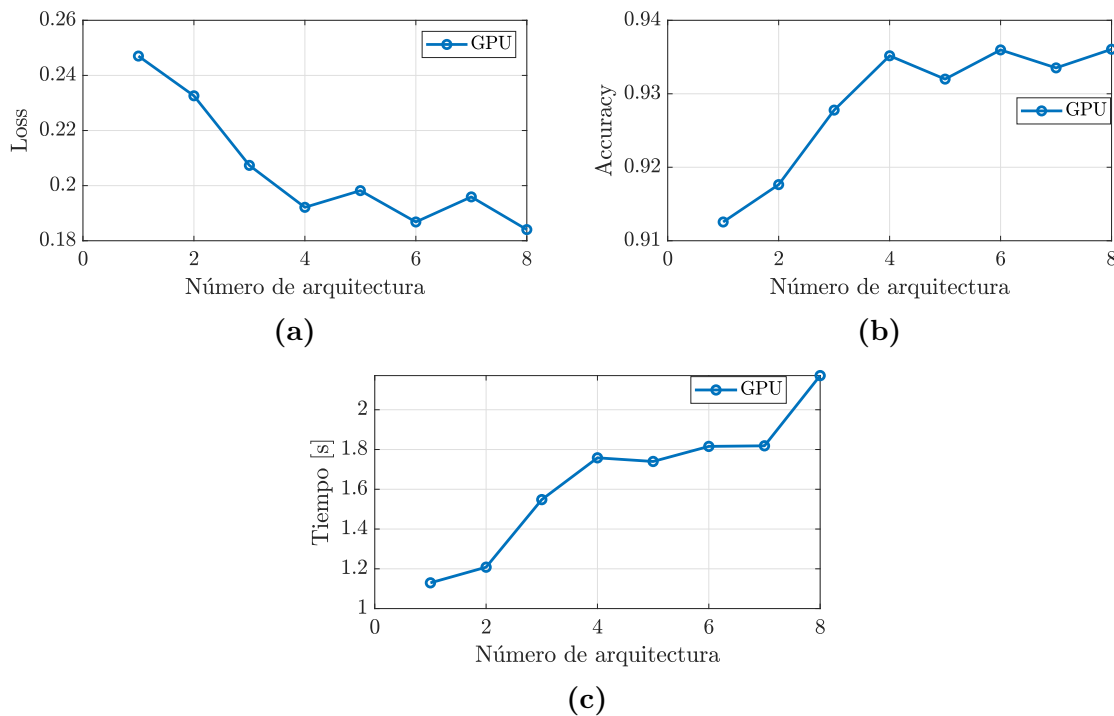 0.26
0.24
0.22
0.2
0.18
Loss
GPU
0 2 4 6 8
Número de arquitectura
(a)
0.94
0.93
0.92
0.91
Accuracy
GPU
0 2 4 6 8
Número de arquitectura
(b)
2
1.8
1.6
1.4
1.2
1
Tiempo [s]
GPU
0 2 4 6 8
Número de arquitectura
(c)